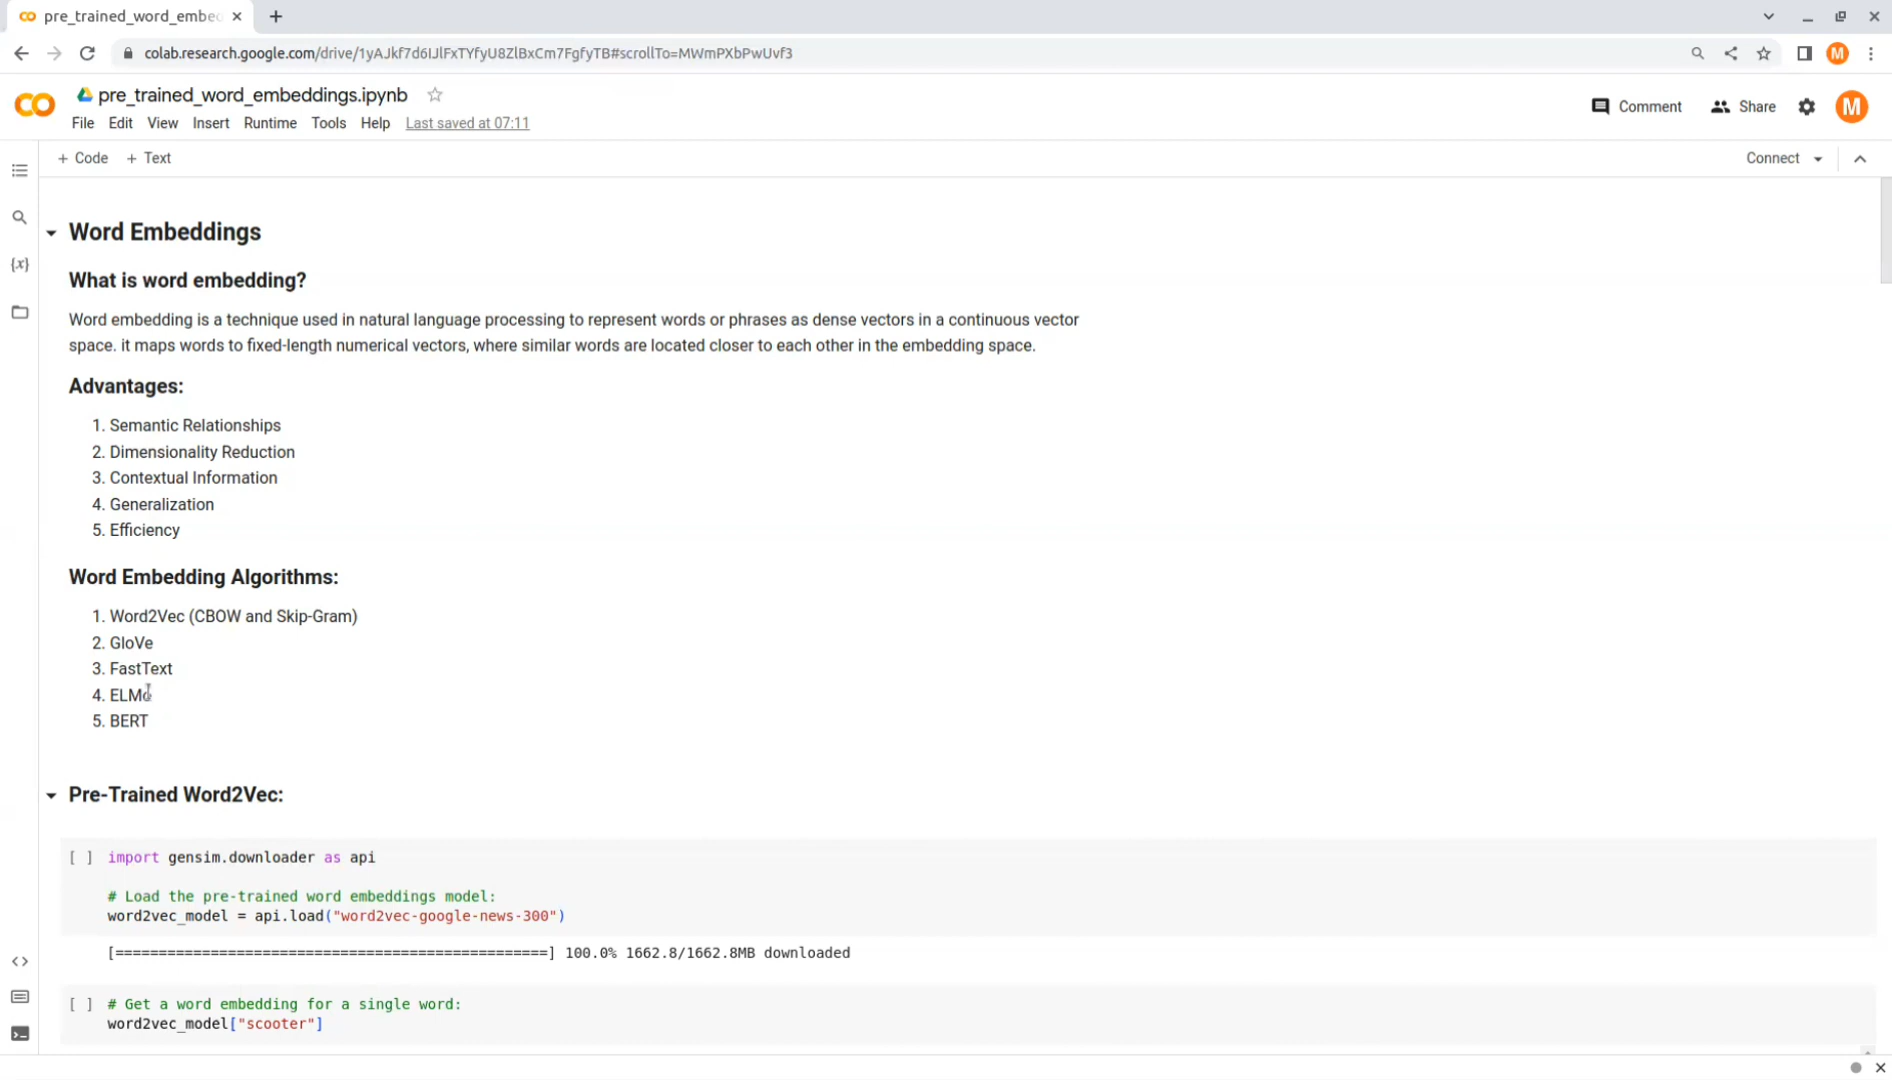 pre_trained_word_embed
colab.research.google.com/drive/1yAJkf7d6IJlFxTYfyU8ZlBxCm7FgfyTB#scrollTo=MWmPXbPwUvf3
M
CO
pre_trained_word_embeddings.ipynb
Comment
Share
M
File Edit View Insert Runtime Tools Help Last saved at 07:11
+ Code + Text
Connect
Word Embeddings
What is word embedding?
Word embedding is a technique used in natural language processing to represent words or phrases as dense vectors in a continuous vector
space. it maps words to fixed-length numerical vectors, where similar words are located closer to each other in the embedding space.
Advantages:
1. Semantic Relationships
2. Dimensionality Reduction
3. Contextual Information
4. Generalization
5. Efficiency
Word Embedding Algorithms:
1. Word2Vec (CBOW and Skip-Gram)
2. GloVe
3. FastText
4. ELMo
5. BERT
Pre-Trained Word2Vec:
[ ] import gensim.downloader as api
# Load the pre-trained word embeddings model:
word2vec_model = api.load("word2vec-google-news-300")
[==================================================] 100.0% 1662.8/1662.8MB downloaded
[ ] # Get a word embedding for a single word:
word2vec_model["scooter"]